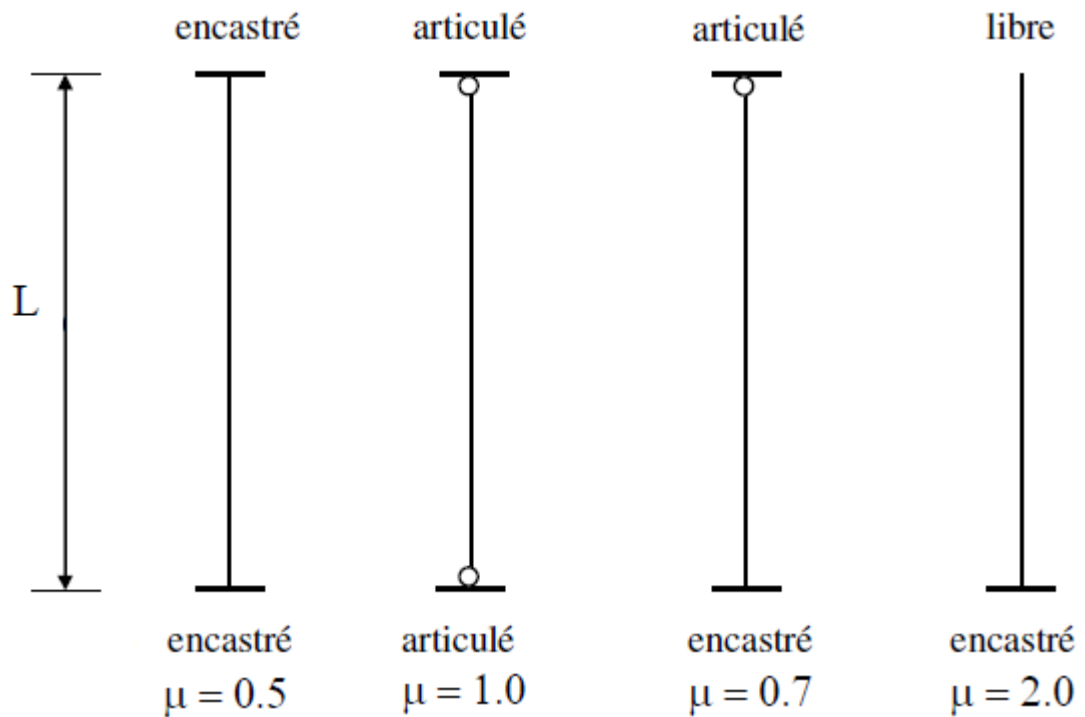 encastré articulé articulé libre
L
encastré articulé encastré encastré
μ = 0.5 μ = 1.0 μ = 0.7 μ = 2.0